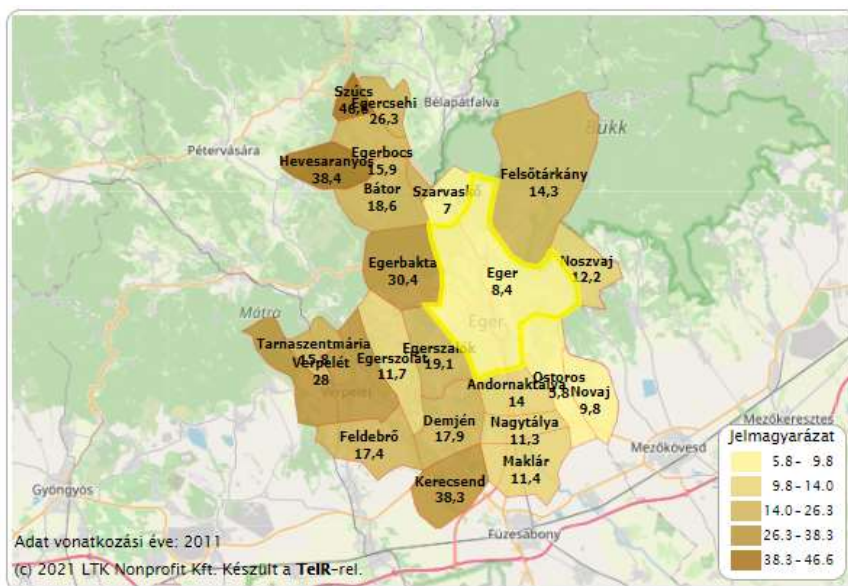 Szúcs
Egercsehi
26,3
Bélapátfalva
Pétervására
Hevesaranyos
38,4
Egerbocs
15,9
Bátor
18,6
Szarvaskő
7
Felsőtárkány
14,3
Bükk
Egerbakta
30,4
Eger
8,4
Noszvaj
12,2
Mátra
Eger
Tarnaszentmária
15,8
Verpelét
28
Verpelét
Egerszólát
11,7
Egerszalók
19,1
Andornaktálya
14
Ostoros
5,8
Novaj
9,8
Mezőkeresztes
Mezőkövesd
Feldebrő
17,4
Demjén
17,9
Nagytálya
11,3
Maklár
11,4
Kerecsend
38,3
Gyöngyös
Füzesabony
Jelmagyarázat
5.8 - 9.8
9.8 - 14.0
14.0 - 26.3
26.3 - 38.3
38.3 - 46.6
Adat vonatkozási éve: 2011
(c) 2021 LTK Nonprofit Kft. Készült a TeIR-rel.